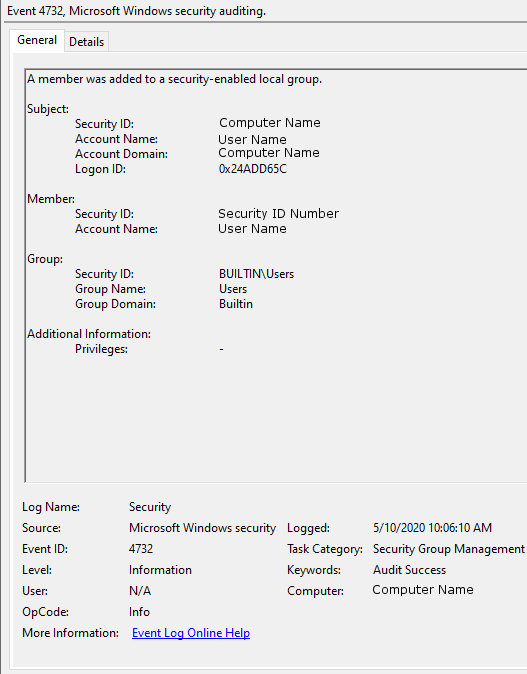 Event 4732, Microsoft Windows security auditing.
General Details
A member was added to a security-enabled local group.
Subject:
Security ID: Computer Name
Account Name: User Name
Account Domain: Computer Name
Logon ID: 0x24ADD65C
Member:
Security ID: Security ID Number
Account Name: User Name
Group:
Security ID: BUILTIN\Users
Group Name: Users
Group Domain: Builtin
Additional Information:
Privileges: -
Log Name: Security
Source: Microsoft Windows security Logged: 5/10/2020 10:06:10 AM
Event ID: 4732 Task Category: Security Group Management
Level: Information Keywords: Audit Success
User: N/A Computer: Computer Name
OpCode: Info
More Information: Event Log Online Help